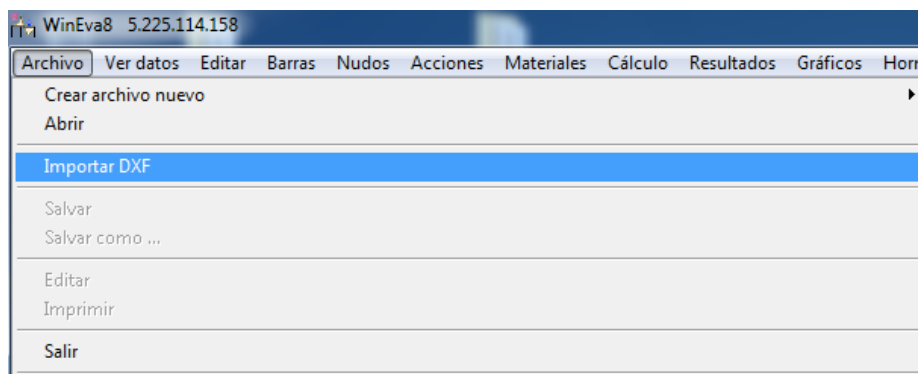 WinEva8 5.225.114.158
Archivo Ver datos Editar Barras Nudos Acciones Materiales Cálculo Resultados Gráficos Horr
Crear archivo nuevo
Abrir
Importar DXF
Salvar
Salvar como ...
Editar
Imprimir
Salir